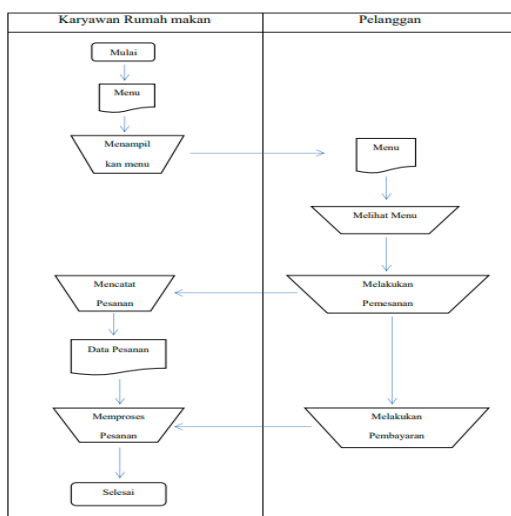 Karyawan Rumah makan
Pelanggan
Mulai
Menu
Menampil
kan menu
Menu
Melihat Menu
Melakukan
Pemesanan
Mencatat
Pesanan
Data Pesanan
Memproses
Pesanan
Melakukan
Pembayaran
Selesai